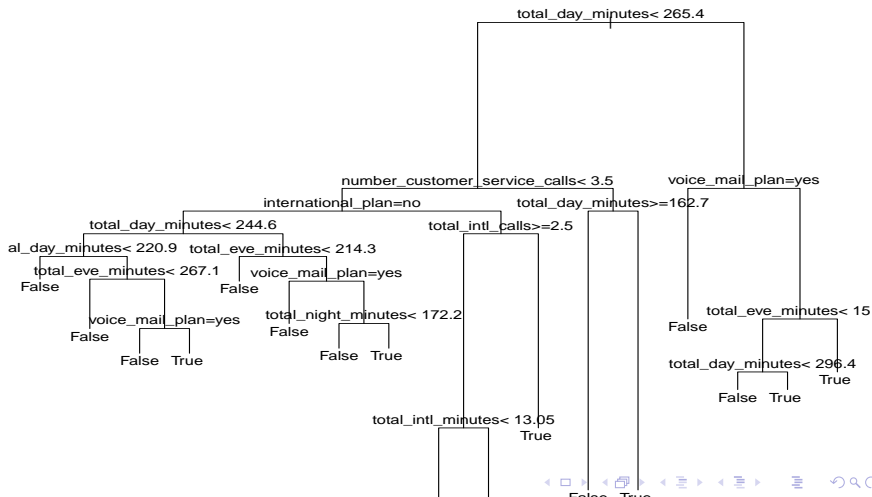 total_day_minutes< 265.4
number_customer_service_calls< 3.5
voice_mail_plan=yes
international_plan=no
total_day_minutes>=162.7
total_day_minutes< 244.6
total_intl_calls>=2.5
al_day_minutes< 220.9
total_eve_minutes< 214.3
total_eve_minutes< 267.1
voice_mail_plan=yes
False
False
total_eve_minutes< 15
voice_mail_plan=yes
total_night_minutes< 172.2
False
False
False
False
True
False
True
total_day_minutes< 296.4
True
False
True
total_intl_minutes< 13.05
True
False
True